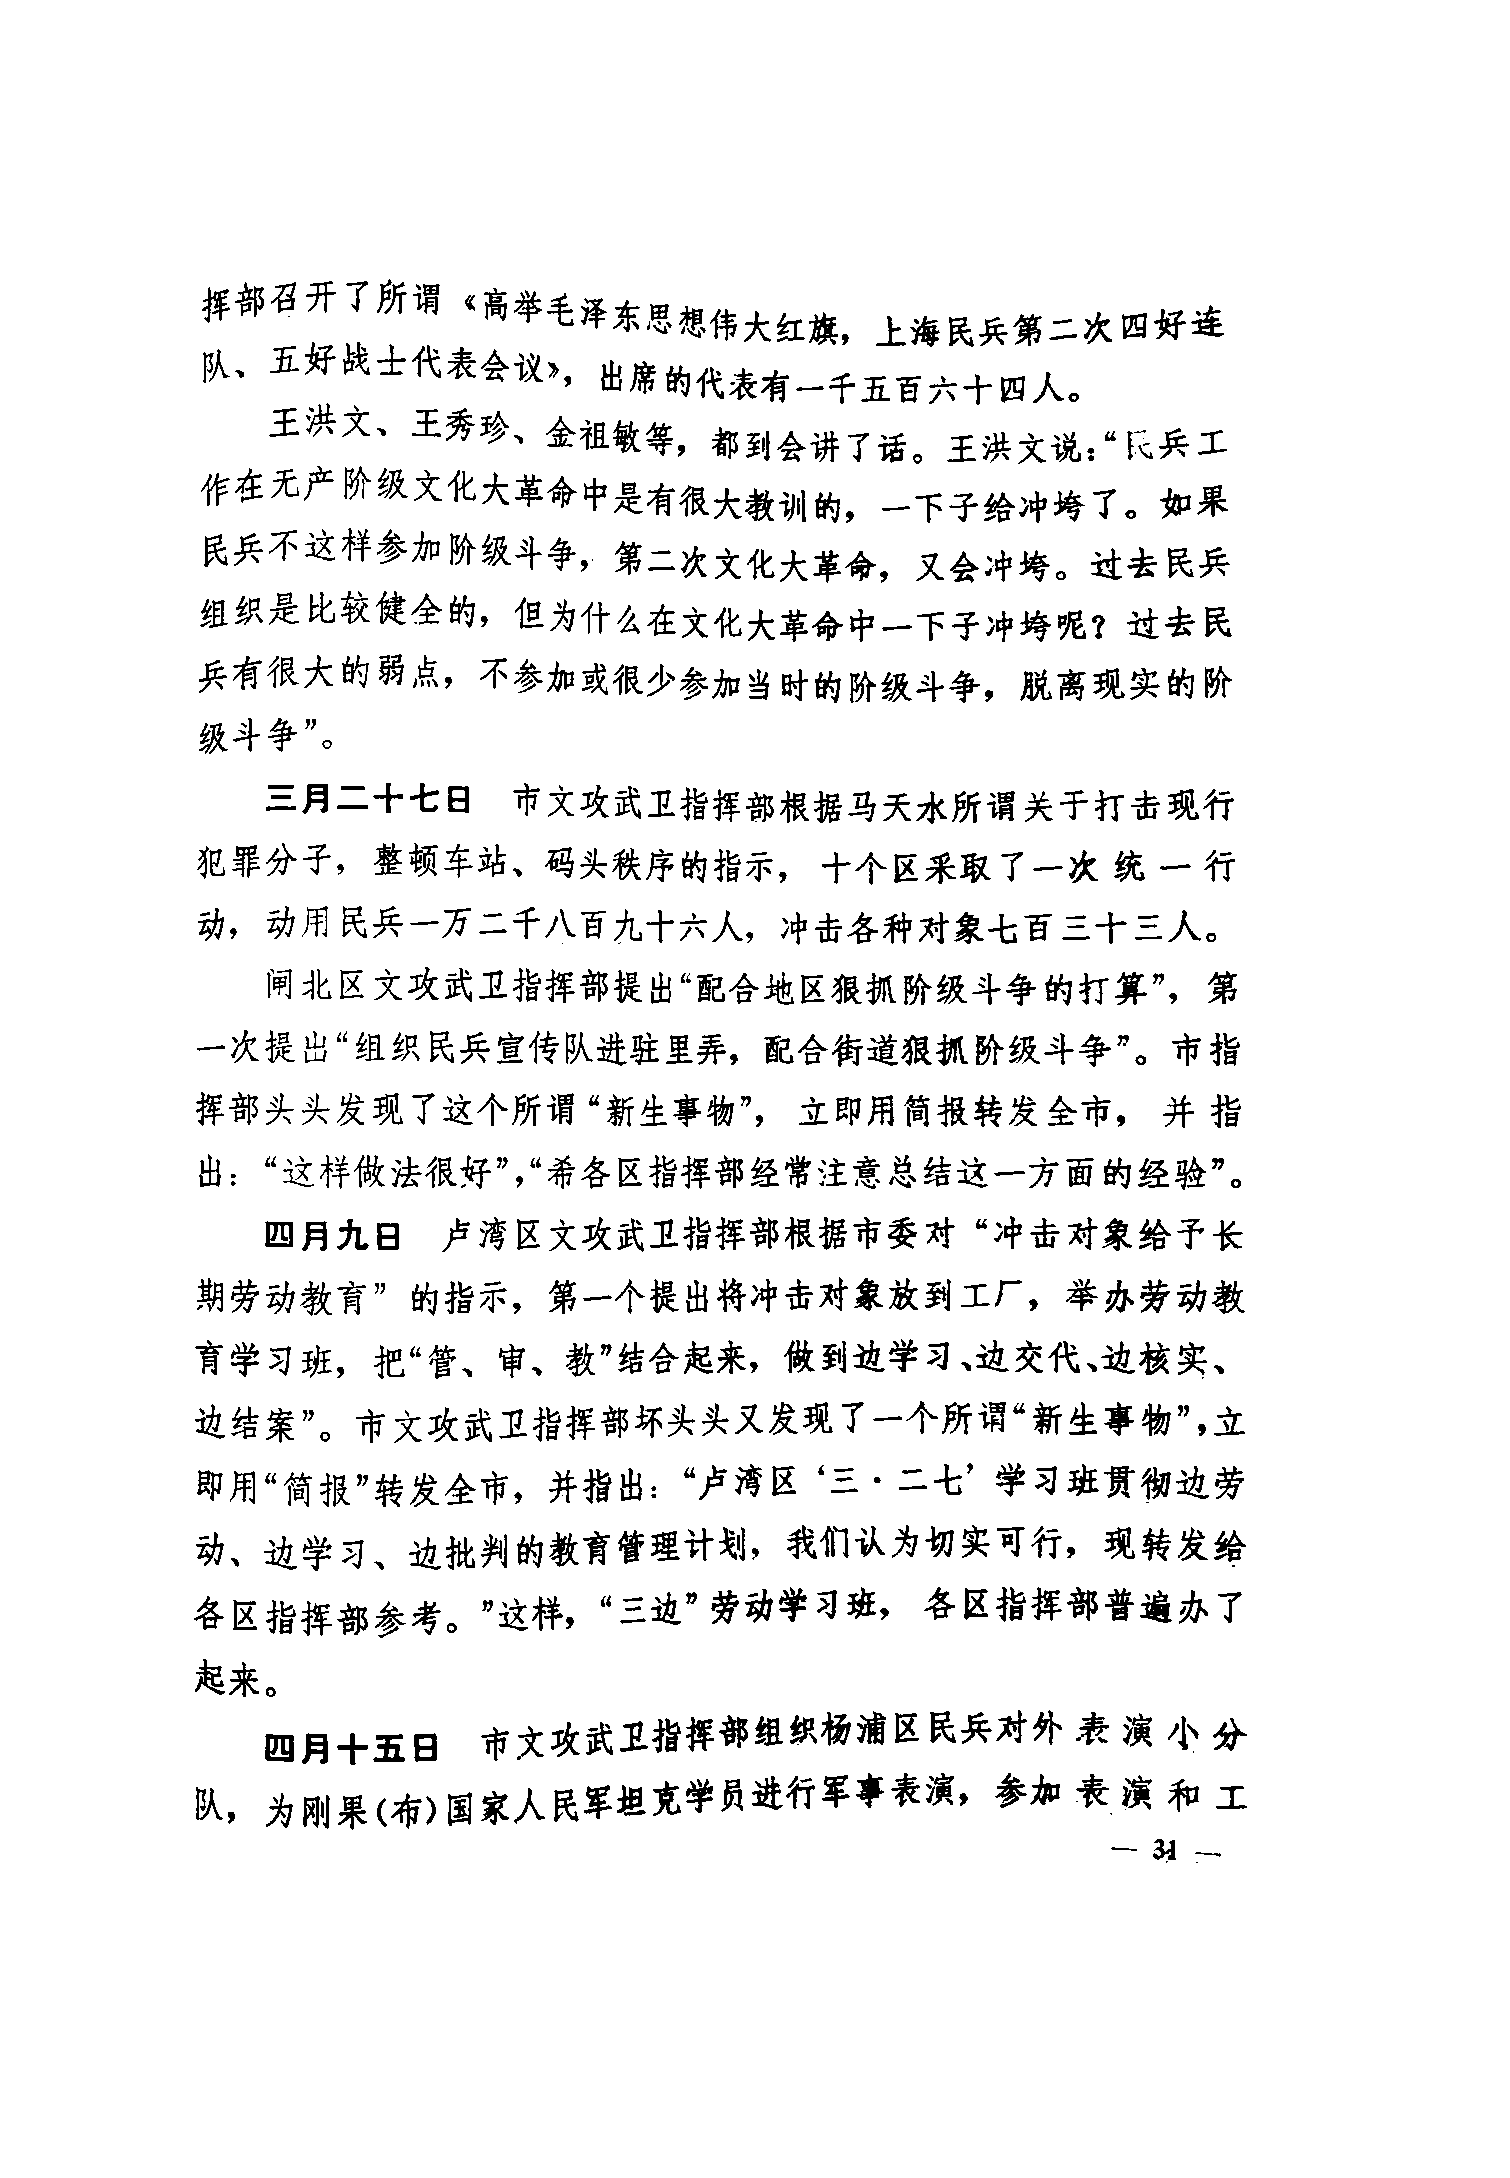 挥部召开了所谓《高举毛泽东思想伟大红旗，上海民兵第二次四好连
队、五好战士代表会议》，出席的代表有一千五百六十四人。
王洪文、王秀珍、金祖敏等，都到会讲了话。王洪文说：“民兵工
作在无产阶级文化大革命中是有很大教训的，一下子给冲垮了。如果
民兵不这样参加阶级斗争，第二次文化大革命，又会冲垮。过去民兵
组织是比较健全的，但为什么在文化大革命中一下子冲垮呢？过去民
兵有很大的弱点，不参加或很少参加当时的阶级斗争，脱离现实的阶
级斗争”。
三月二十七日　市文攻武卫指挥部根据马天水所谓关于打击现行
犯罪分子，整顿车站、码头秩序的指示，十个区采取了一次统一行
动，动用民兵一万二千八百九十六人，冲击各种对象七百三十三人。
闸北区文攻武卫指挥部提出“配合地区狠抓阶级斗争的打算”，第
一次提出“组织民兵宣传队进驻里弄，配合街道狠抓阶级斗争”。市指
挥部头头发现了这个所谓“新生事物”，立即用简报转发全市，并指
出：“这样做法很好”，“希各区指挥部经常注意总结这一方面的经验”。
四月九日　卢湾区文攻武卫指挥部根据市委对“冲击对象给予长
期劳动教育”的指示，第一个提出将冲击对象放到工厂，举办劳动教
育学习班，把“管、审、教”结合起来，做到边学习、边交代、边核实、
边结案”。市文攻武卫指挥部坏头头又发现了一个所谓“新生事物”，立
即用“简报”转发全市，并指出：“卢湾区‘三·二七’学习班贯彻边劳
动、边学习、边批判的教育管理计划，我们认为切实可行，现转发给
各区指挥部参考。”这样，“三边”劳动学习班，各区指挥部普遍办了
起来。
四月十五日　市文攻武卫指挥部组织杨浦区民兵对外表演小分
队，为刚果(布)国家人民军坦克学员进行军事表演，参加表演和工
— 31 —